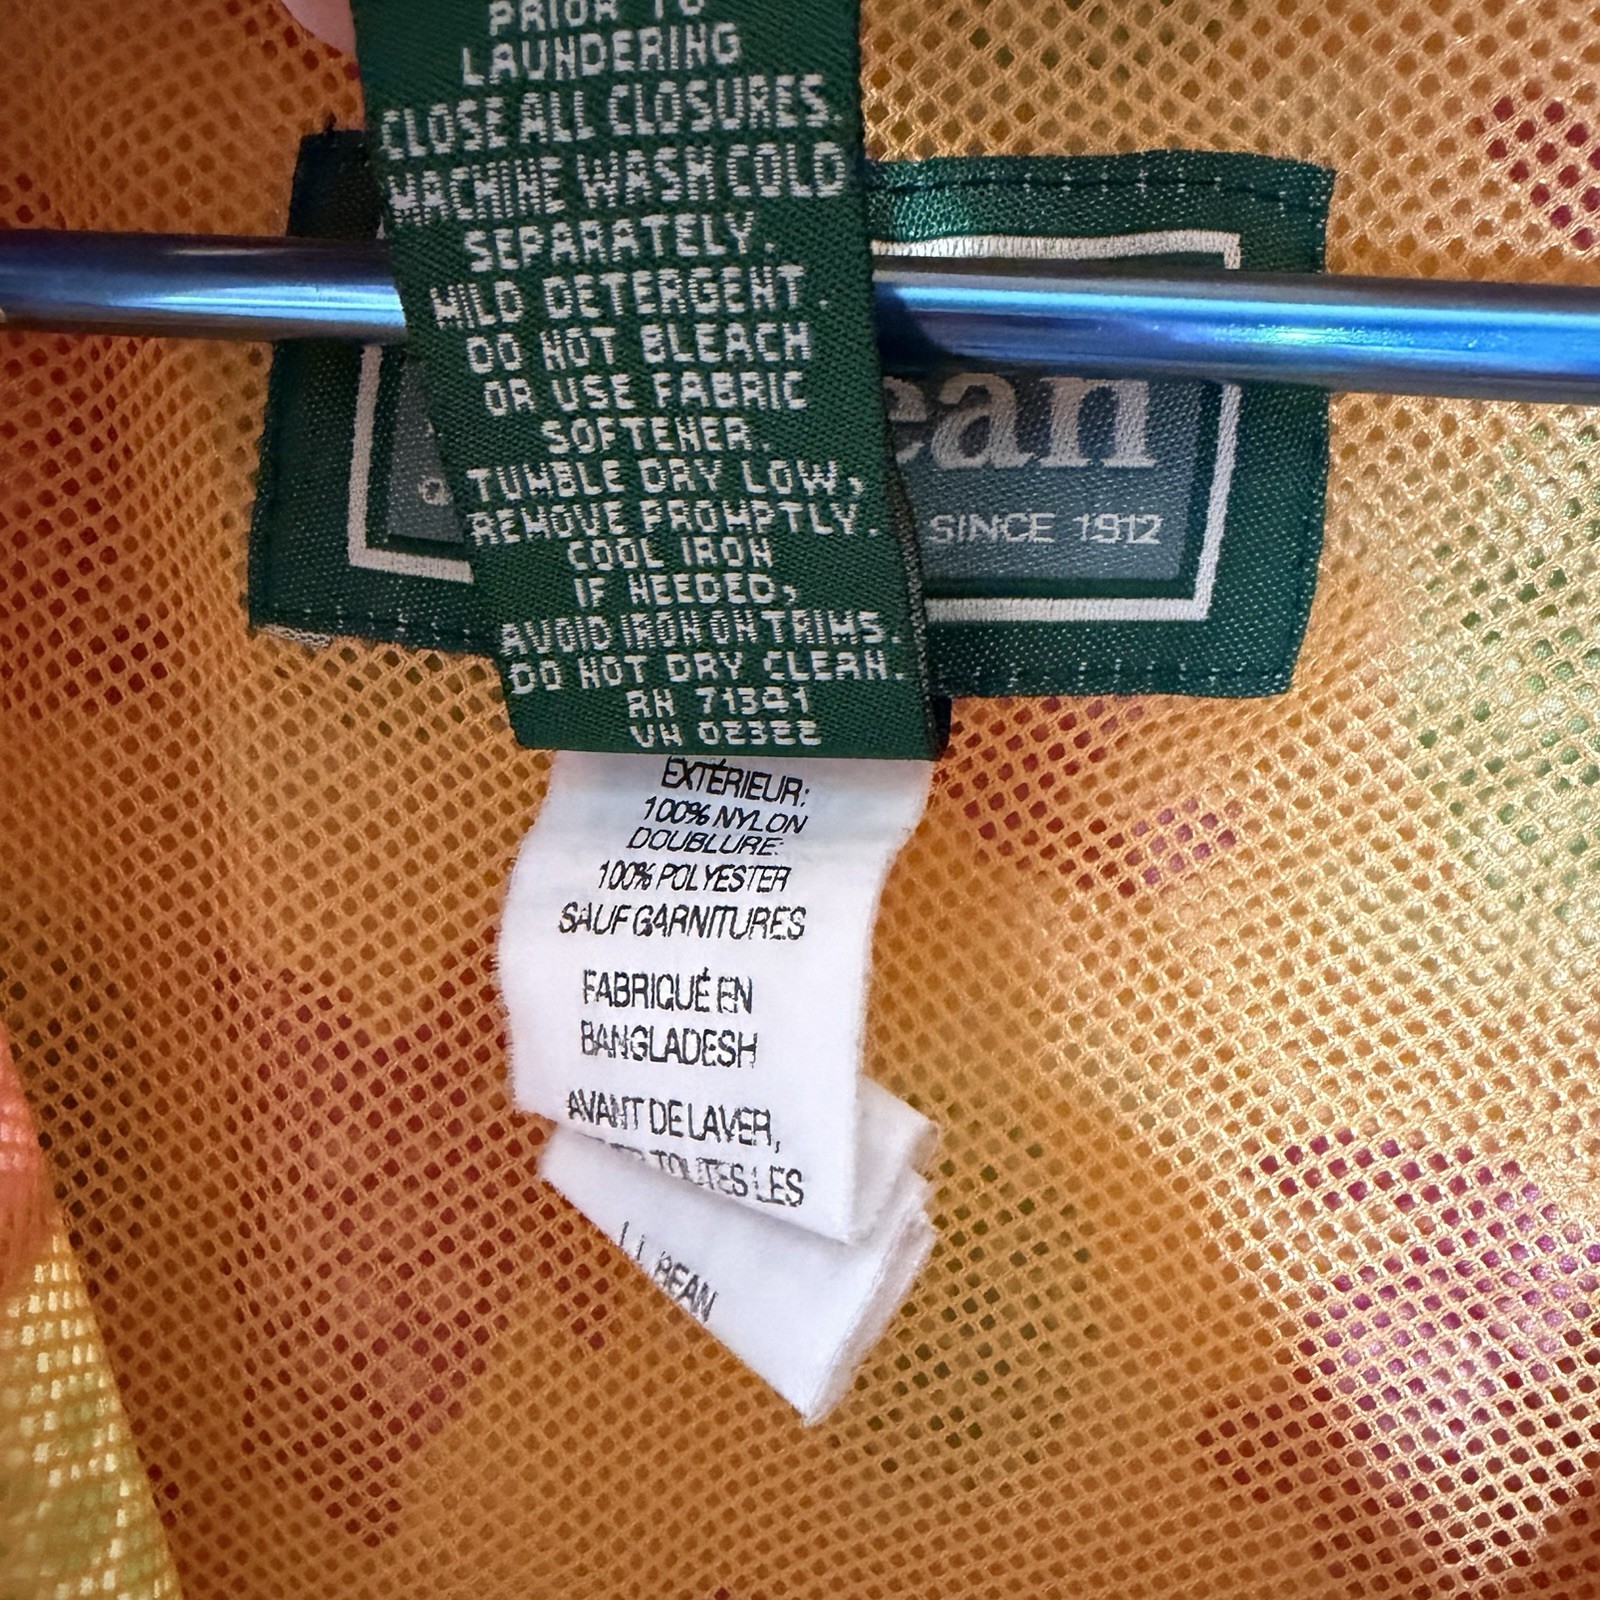 PRIOR TO
LAUNDERING
CLOSE ALL CLOSURES.
MACHINE WASH COLD
SEPARATELY.
MILD DETERGENT.
DO NOT BLEACH
OR USE FABRIC
SOFTENER.
TUMBLE DRY LOW,
REMOVE PROMPTLY.
COOL IRON
IF NEEDED,
AVOID IRON ON TRIMS.
DO NOT DRY CLEAN.
RN 71341
VN 02322
ean
SINCE 1912
EXTÉRIEUR:
100% NYLON
DOUBLURE:
100% POLYESTER
SAUF GARNITURES
FABRIQUÉ EN
BANGLADESH
AVANT DE LAVER,
TOUTES LES
L.L. BEAN